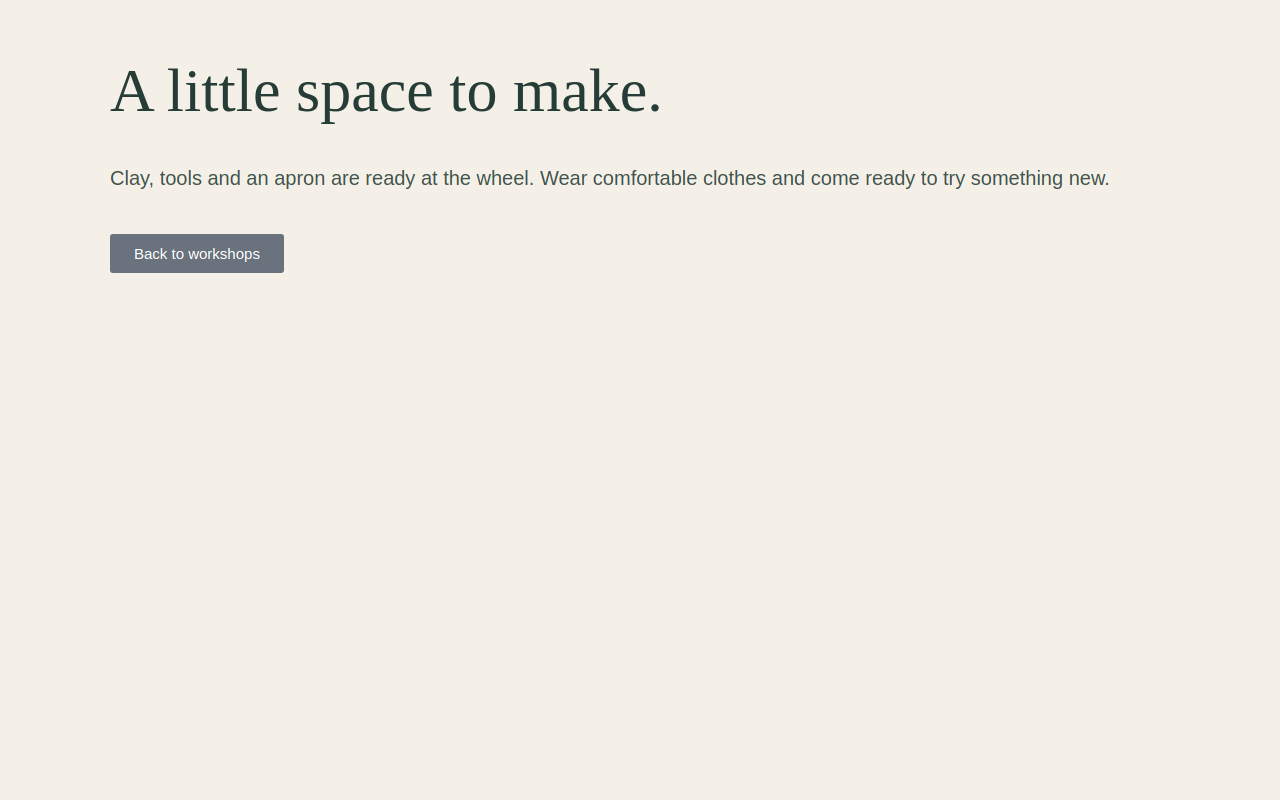 A little space to make.
Clay, tools and an apron are ready at the wheel. Wear comfortable clothes and come ready to try something new.
Back to workshops